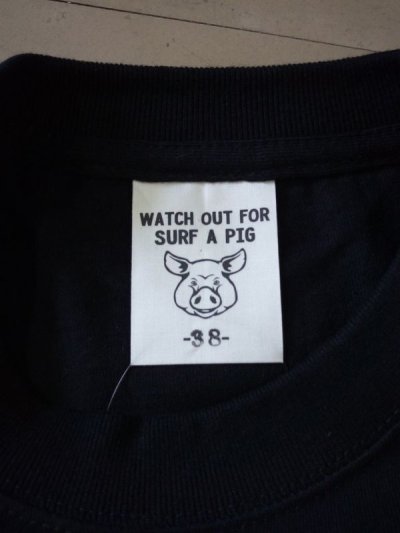 WATCH OUT FOR
SURF A PIG
-38-